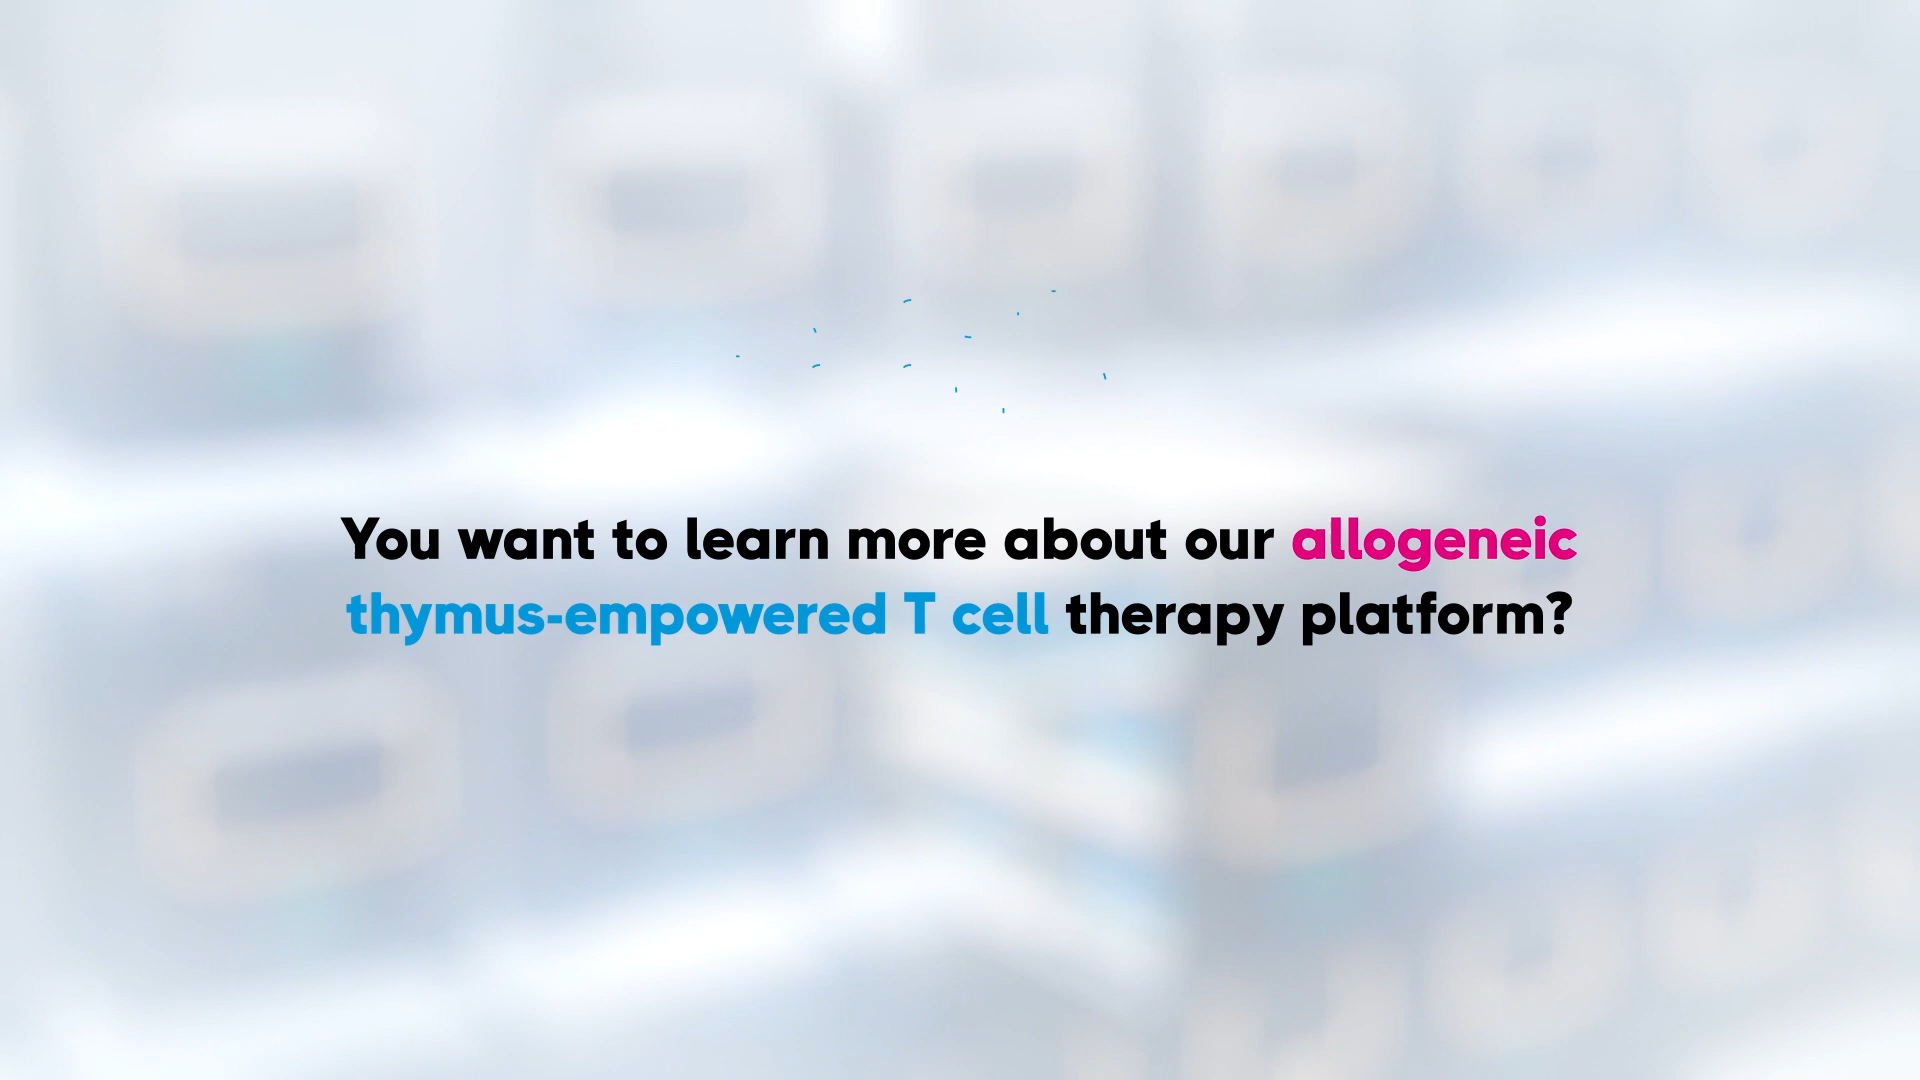 You want to learn more about our allogeneic
thymus-empowered T cell therapy platform?